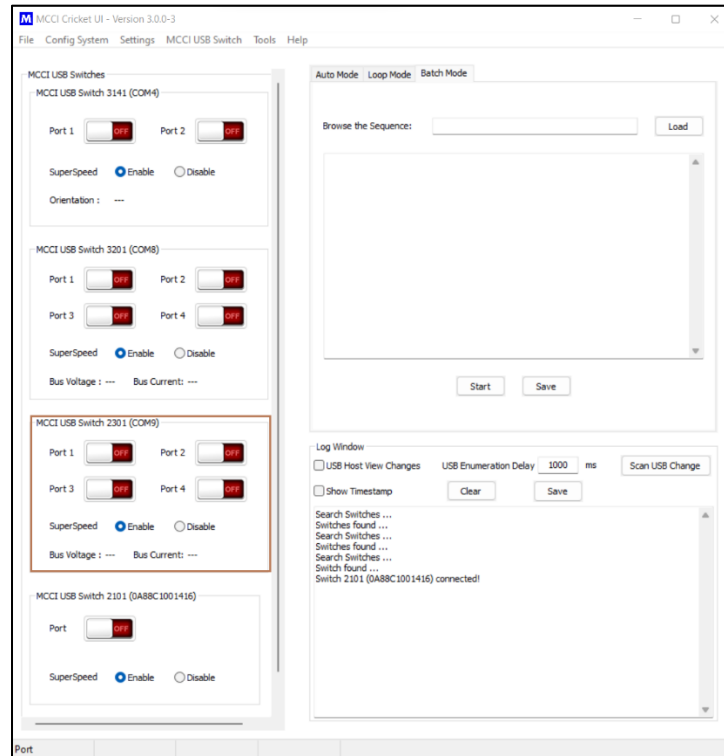 M MCCI Cricket UI - Version 3.0.0-3
File Config System Settings MCCI USB Switch Tools Help
MCCI USB Switches
MCCI USB Switch 3141 (COM4)
Port 1 OFF Port 2 OFF
SuperSpeed Enable Disable
Orientation : ---
MCCI USB Switch 3201 (COM8)
Port 1 OFF Port 2 OFF
Port 3 OFF Port 4 OFF
SuperSpeed Enable Disable
Bus Voltage : --- Bus Current: ---
MCCI USB Switch 2301 (COM9)
Port 1 OFF Port 2 OFF
Port 3 OFF Port 4 OFF
SuperSpeed Enable Disable
Bus Voltage : --- Bus Current: ---
MCCI USB Switch 2101 (0A88C1001416)
Port OFF
SuperSpeed Enable Disable
Auto Mode Loop Mode Batch Mode
Browse the Sequence: Load
Start Save
Log Window
USB Host View Changes USB Enumeration Delay 1000 ms Scan USB Change
Show Timestamp Clear Save
Search Switches ...
Switches found ...
Search Switches ...
Switches found ...
Search Switches ...
Switch found ...
Switch 2101 (0A88C1001416) connected!
Port